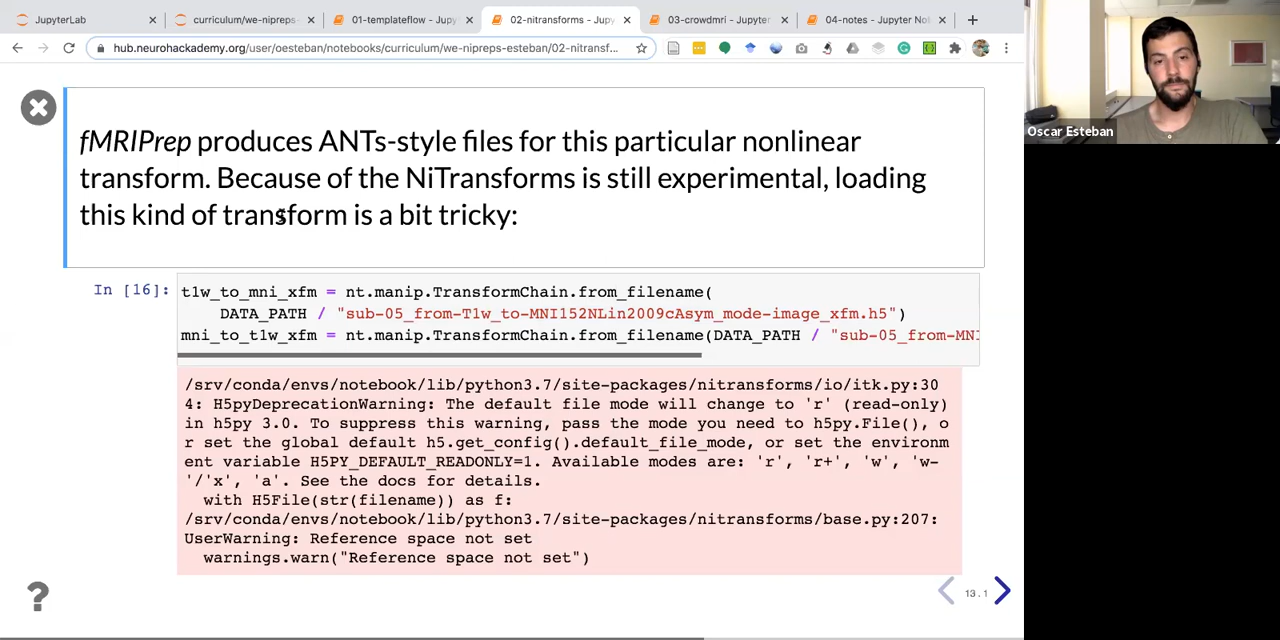 JupyterLab
curriculum/we-nipreps-
01-templateflow - Jupy
02-nitransforms - Jupy
03-crowdmri - Jupyter
04-notes - Jupyter No
hub.neurohackademy.org/user/oesteban/notebooks/curriculum/we-nipreps-esteban/02-nitransf...
Oscar Esteban
fMRIPrep produces ANTs-style files for this particular nonlinear
transform. Because of the NiTransforms is still experimental, loading
this kind of transform is a bit tricky:
In [16]:
t1w_to_mni_xfm = nt.manip.TransformChain.from_filename(
DATA_PATH / "sub-05_from-T1w_to-MNI152NLin2009cAsym_mode-image_xfm.h5")
mni_to_t1w_xfm = nt.manip.TransformChain.from_filename(DATA_PATH / "sub-05_from-MNI
/srv/conda/envs/notebook/lib/python3.7/site-packages/nitransforms/io/itk.py:30
4: H5pyDeprecationWarning: The default file mode will change to 'r' (read-only)
in h5py 3.0. To suppress this warning, pass the mode you need to h5py.File(), o
r set the global default h5.get_config().default_file_mode, or set the environm
ent variable H5PY_DEFAULT_READONLY=1. Available modes are: 'r', 'r+', 'w', 'w-
'/'x', 'a'. See the docs for details.
with H5File(str(filename)) as f:
/srv/conda/envs/notebook/lib/python3.7/site-packages/nitransforms/base.py:207:
UserWarning: Reference space not set
warnings.warn("Reference space not set")
13.1
?